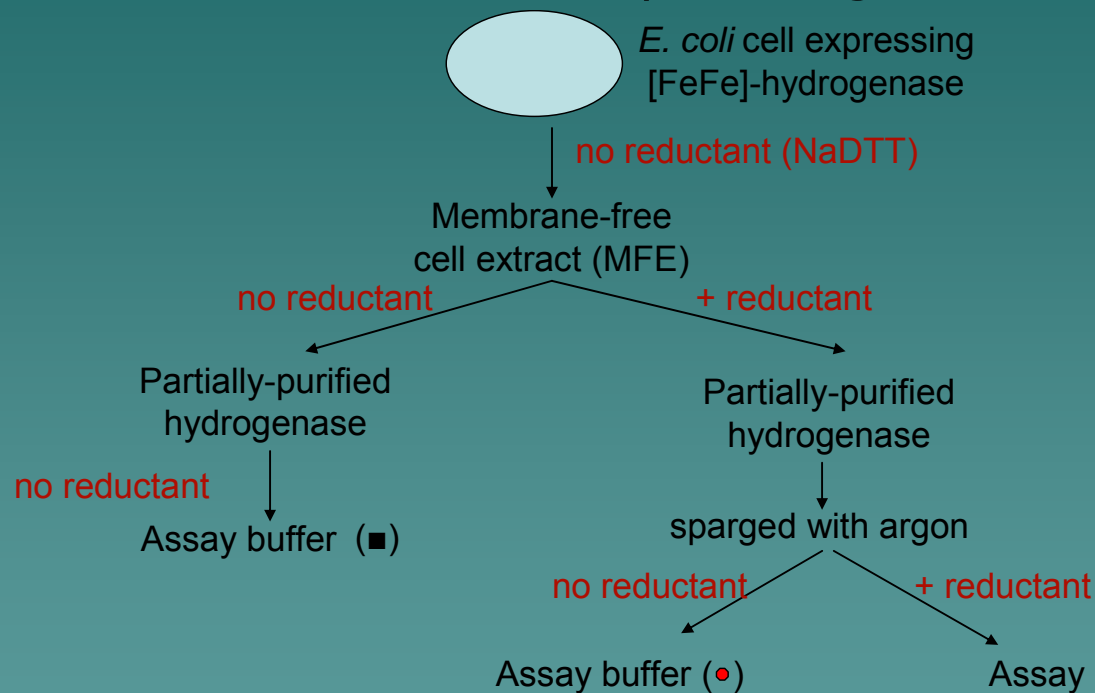 E. coli cell expressing
[FeFe]-hydrogenase
no reductant (NaDTT)
Membrane-free
cell extract (MFE)
no reductant
+ reductant
Partially-purified
hydrogenase
Partially-purified
hydrogenase
no reductant
Assay buffer (■)
sparged with argon
no reductant
+ reductant
Assay buffer (●)
Assay